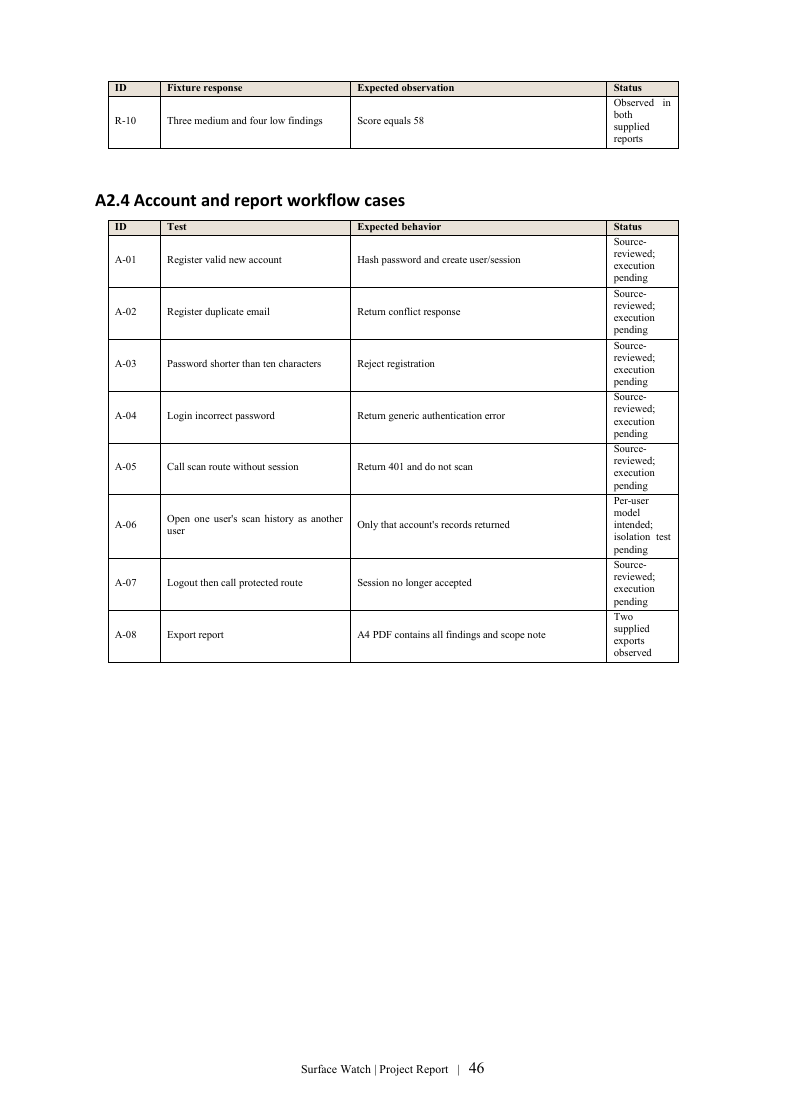 ID Fixture response Expected observation Status
R-10 Three medium and four low findings Score equals 58 Observed in
both
supplied
reports
A2.4 Account and report workflow cases
ID Test Expected behavior Status
A-01 Register valid new account Hash password and create user/session Source-
reviewed;
execution
pending
A-02 Register duplicate email Return conflict response Source-
reviewed;
execution
pending
A-03 Password shorter than ten characters Reject registration Source-
reviewed;
execution
pending
A-04 Login incorrect password Return generic authentication error Source-
reviewed;
execution
pending
A-05 Call scan route without session Return 401 and do not scan Source-
reviewed;
execution
pending
A-06 Open one user's scan history as another
user Only that account's records returned Per-user
model
intended;
isolation test
pending
A-07 Logout then call protected route Session no longer accepted Source-
reviewed;
execution
pending
A-08 Export report A4 PDF contains all findings and scope note Two
supplied
exports
observed
Surface Watch | Project Report | 46